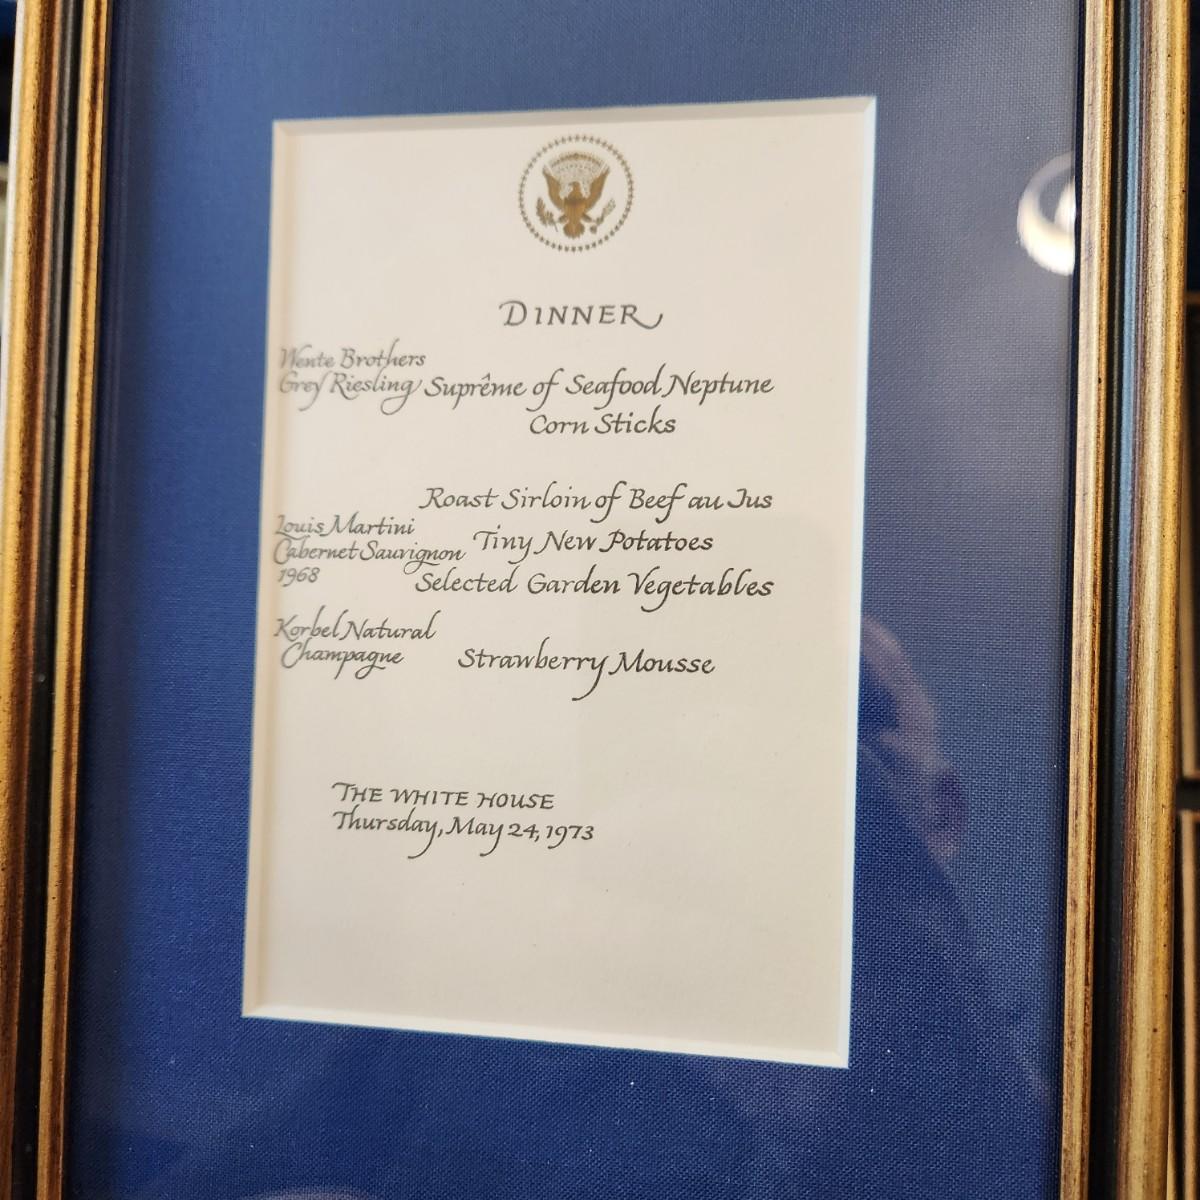 DINNER
Wente Brothers
Grey Riesling Suprême of Seafood Neptune
Corn Sticks
Roast Sirloin of Beef au Jus
Louis Martini
Cabernet Sauvignon Tiny New Potatoes
1968 Selected Garden Vegetables
Korbel Natural
Champagne Strawberry Mousse
THE WHITE HOUSE
Thursday, May 24, 1973